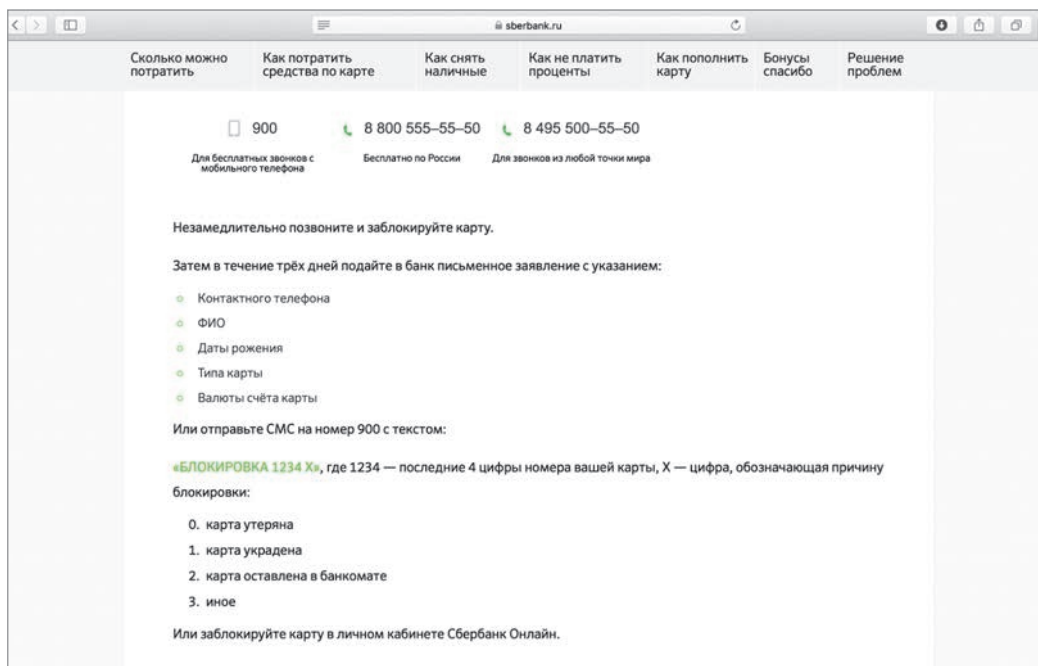 sberbank.ru
Сколько можно потратить
Как потратить средства по карте
Как снять наличные
Как не платить проценты
Как пополнить карту
Бонусы спасибо
Решение проблем
900
Для бесплатных звонков с
мобильного телефона
8 800 555–55–50
Бесплатно по России
8 495 500–55–50
Для звонков из любой точки мира
Незамедлительно позвоните и заблокируйте карту.
Затем в течение трёх дней подайте в банк письменное заявление с указанием:
Контактного телефона
ФИО
Даты рожения
Типа карты
Валюты счёта карты
Или отправьте СМС на номер 900 с текстом:
«БЛОКИРОВКА 1234 X», где 1234 — последние 4 цифры номера вашей карты, X — цифра, обозначающая причину
блокировки:
0. карта утеряна
1. карта украдена
2. карта оставлена в банкомате
3. иное
Или заблокируйте карту в личном кабинете Сбербанк Онлайн.